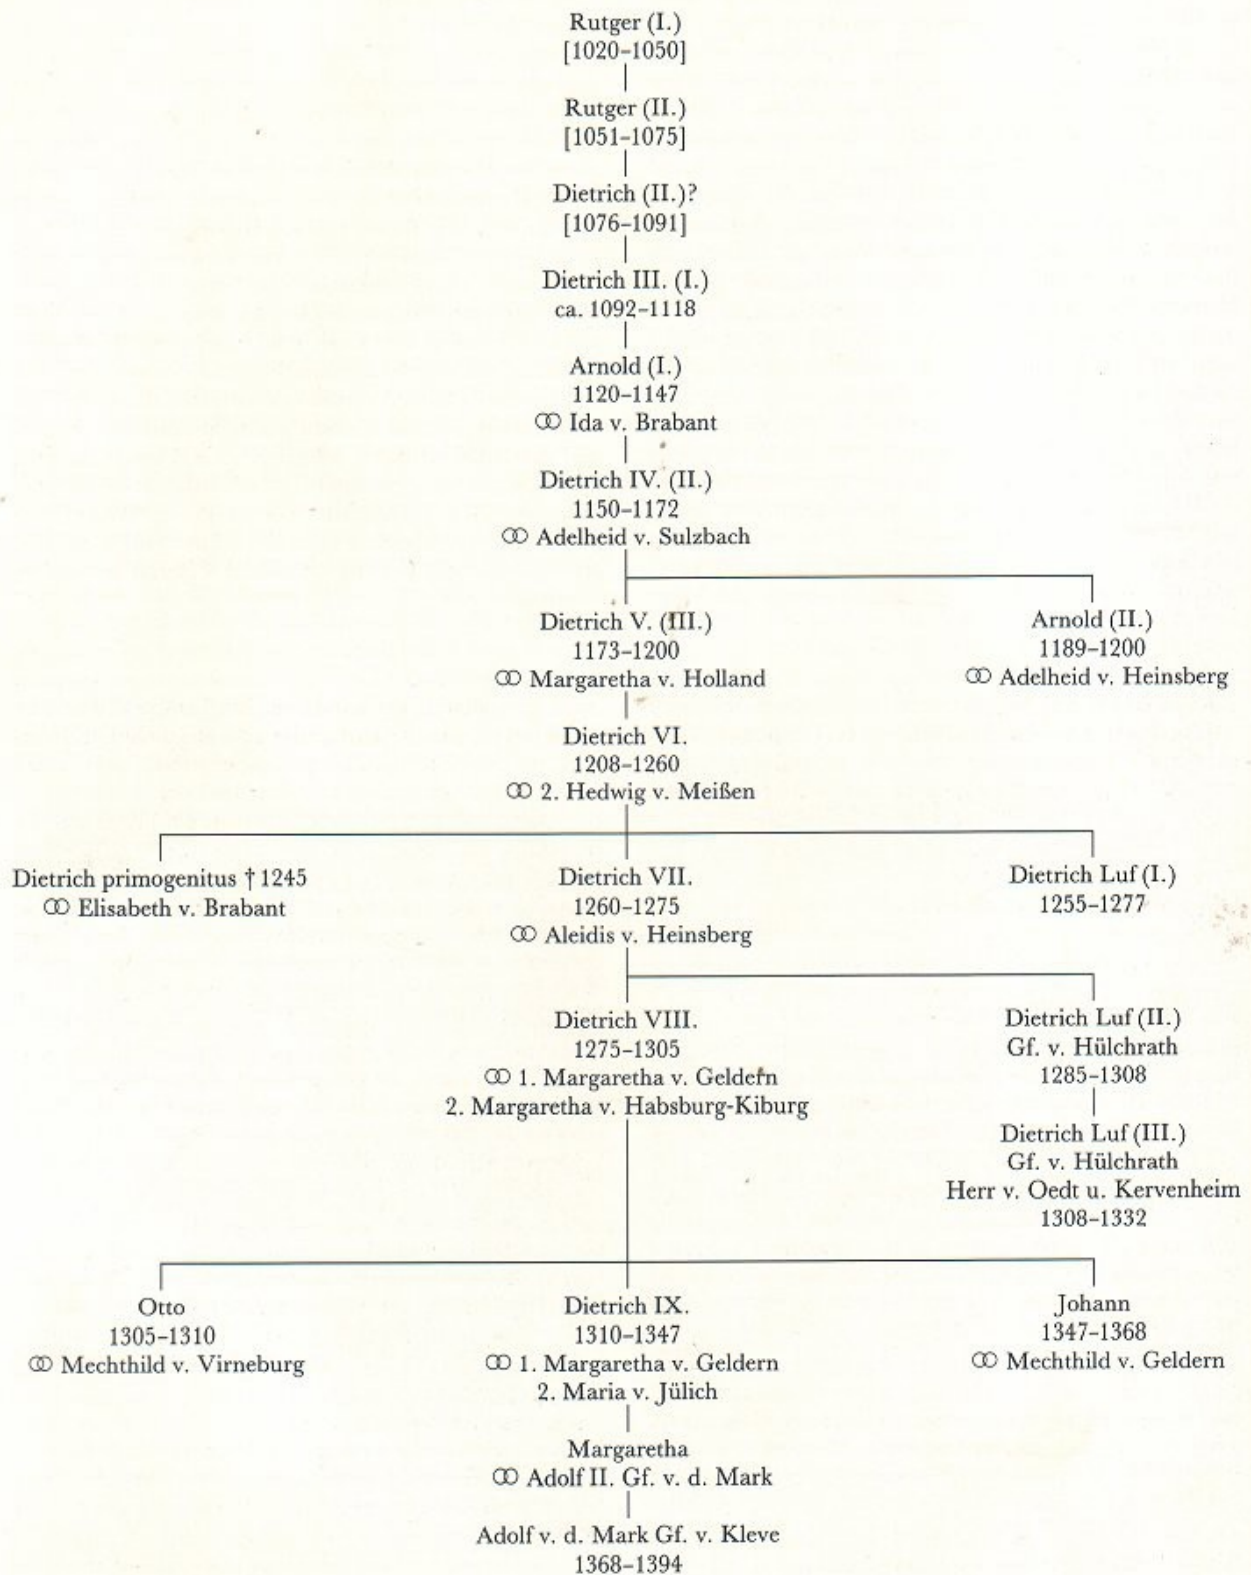 Rutger (I.)
[1020–1050]
Rutger (II.)
[1051–1075]
Dietrich (II.)?
[1076–1091]
Dietrich III. (I.)
ca. 1092–1118
Arnold (I.)
1120–1147
⚭ Ida v. Brabant
Dietrich IV. (II.)
1150–1172
⚭ Adelheid v. Sulzbach
Dietrich V. (III.)
1173–1200
⚭ Margaretha v. Holland
Arnold (II.)
1189–1200
⚭ Adelheid v. Heinsberg
Dietrich VI.
1208–1260
⚭ 2. Hedwig v. Meißen
Dietrich primogenitus † 1245
⚭ Elisabeth v. Brabant
Dietrich VII.
1260–1275
⚭ Aleidis v. Heinsberg
Dietrich Luf (I.)
1255–1277
Dietrich VIII.
1275–1305
⚭ 1. Margaretha v. Geldern
2. Margaretha v. Habsburg-Kiburg
Dietrich Luf (II.)
Gf. v. Hülchrath
1285–1308
Dietrich Luf (III.)
Gf. v. Hülchrath
Herr v. Oedt u. Kervenheim
1308–1332
Otto
1305–1310
⚭ Mechthild v. Virneburg
Dietrich IX.
1310–1347
⚭ 1. Margaretha v. Geldern
2. Maria v. Jülich
Johann
1347–1368
⚭ Mechthild v. Geldern
Margaretha
⚭ Adolf II. Gf. v. d. Mark
Adolf v. d. Mark Gf. v. Kleve
1368–1394